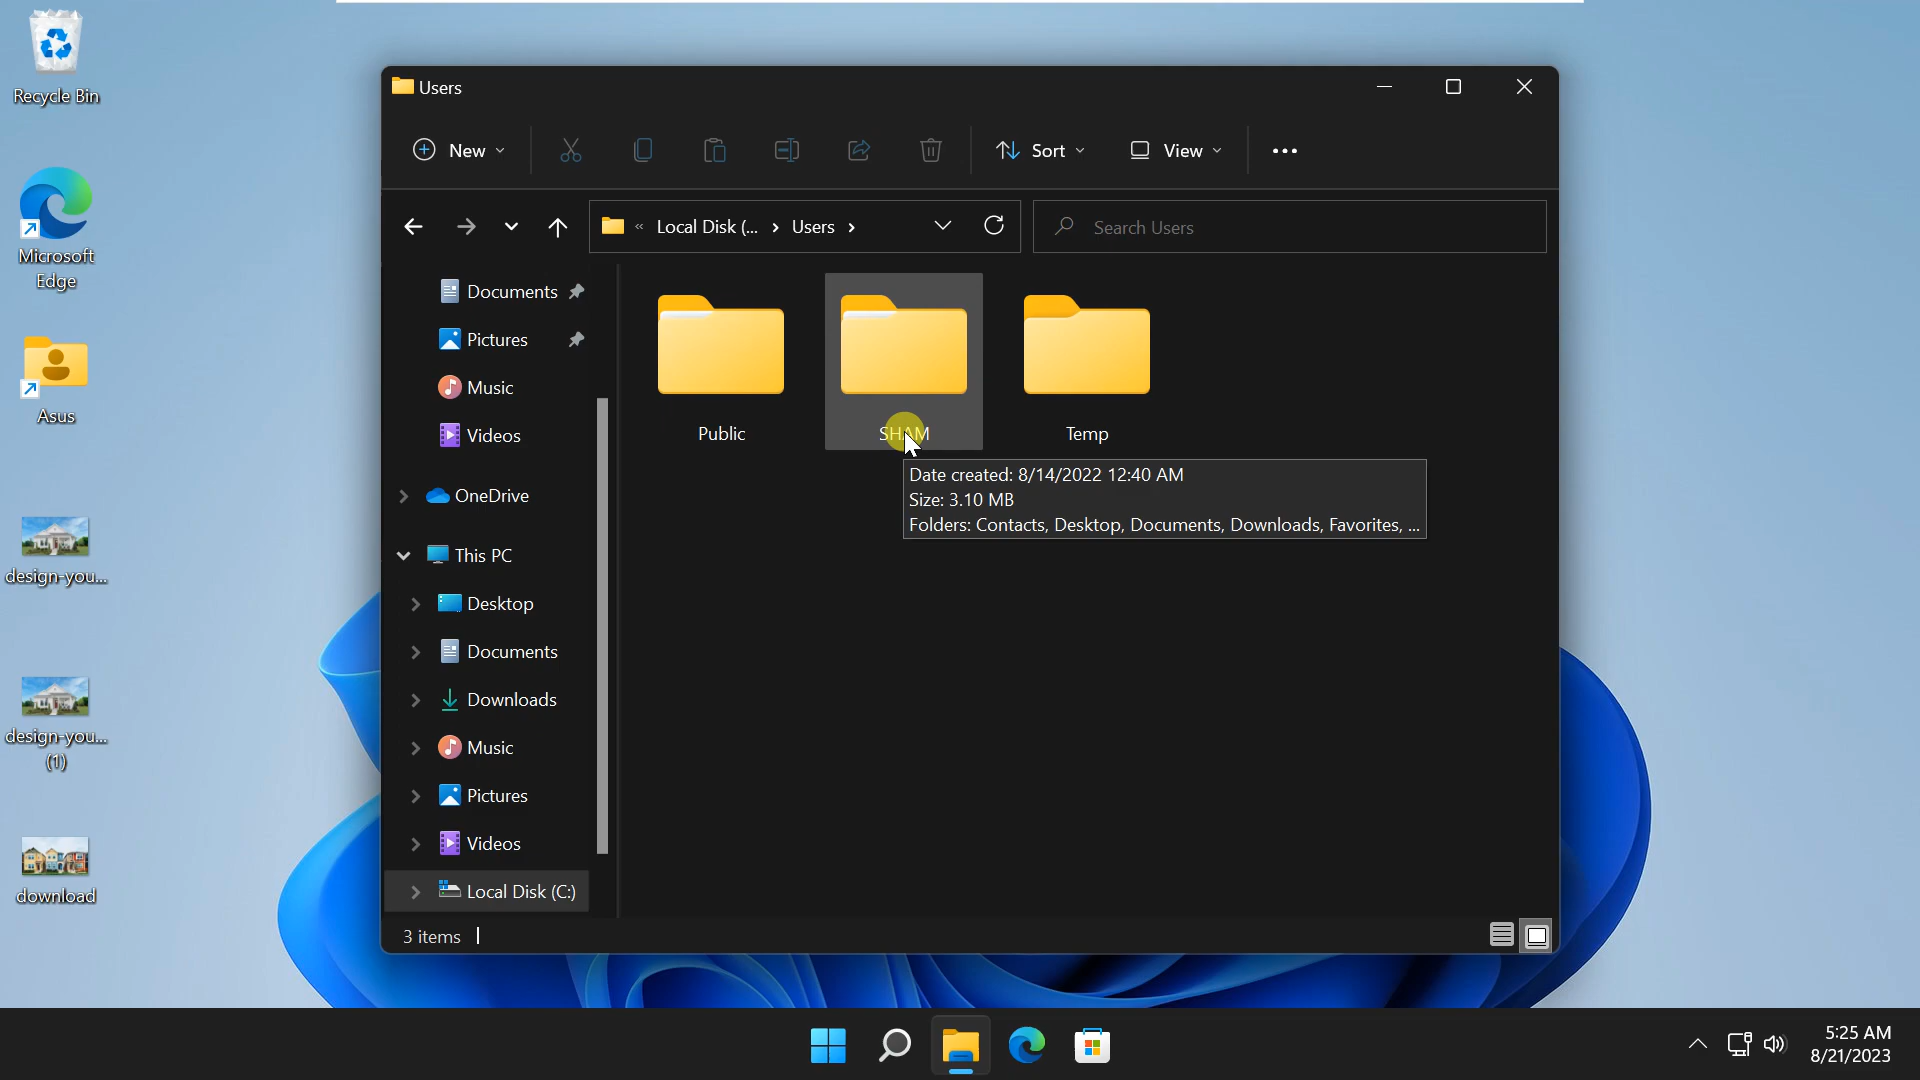 Recycle Bin
Microsoft
Edge
Asus
design-you...
design-you...
(1)
download
Users
New
Sort
View
« Local Disk (... › Users ›
Search Users
Documents
Pictures
Music
Videos
OneDrive
This PC
Desktop
Documents
Downloads
Music
Pictures
Videos
Local Disk (C:)
Public
SHAM
Temp
Date created: 8/14/2022 12:40 AM
Size: 3.10 MB
Folders: Contacts, Desktop, Documents, Downloads, Favorites, ...
3 items
5:25 AM
8/21/2023